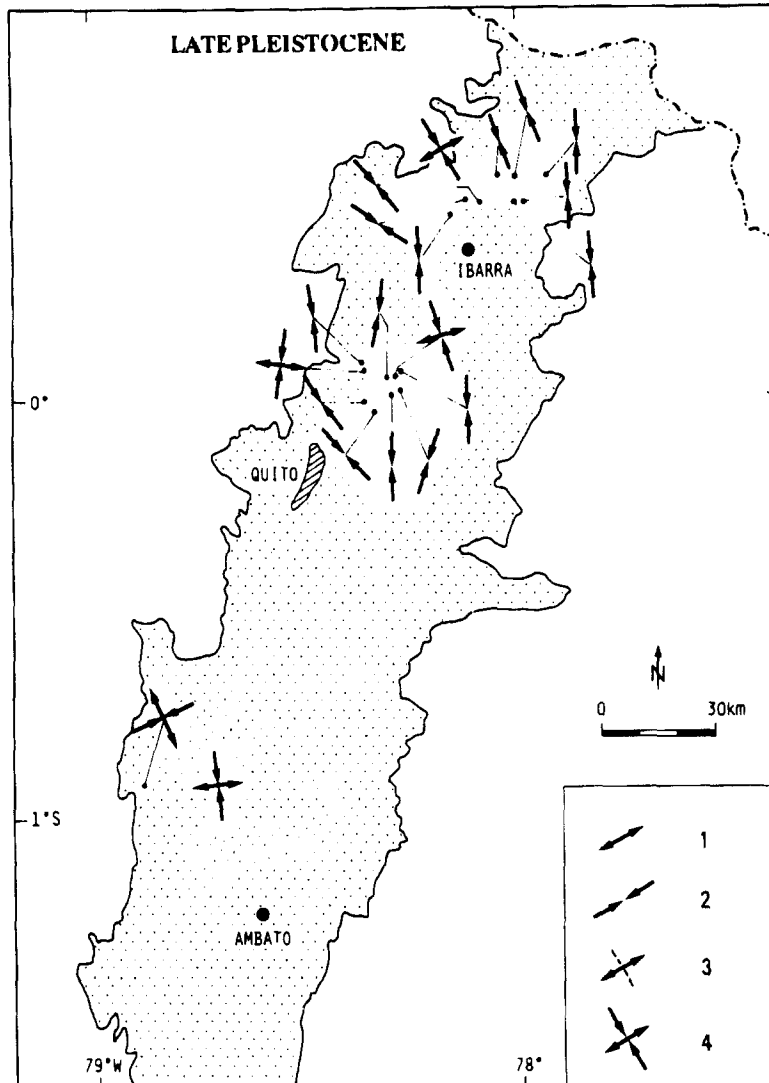 LATE PLEISTOCENE
IBARRA
0°
QUITO
N
0 30km
1°S
1
2
AMBATO
3
4
79°W 78°